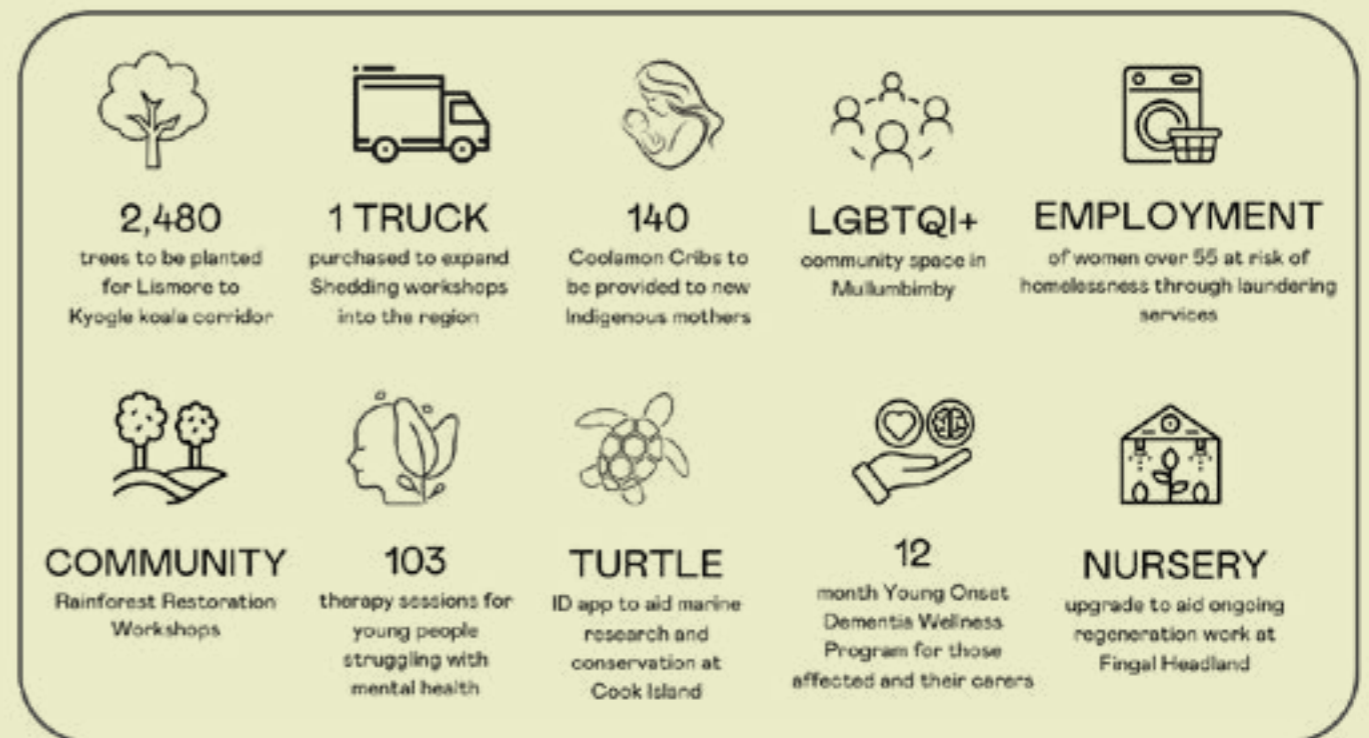 2,480
trees to be planted
for Lismore to
Kyogle koala corridor
1 TRUCK
purchased to expand
Shedding workshops
into the region
140
Coolamon Cribs to
be provided to new
Indigenous mothers
LGBTQI+
community space in
Mullumbimby
EMPLOYMENT
of women over 55 at risk of
homelessness through laundering
services
COMMUNITY
Rainforest Restoration
Workshops
103
therapy sessions for
young people
struggling with
mental health
TURTLE
ID app to aid marine
research and
conservation at
Cook Island
12
month Young Onset
Dementia Wellness
Program for those
affected and their carers
NURSERY
upgrade to aid ongoing
regeneration work at
Fingal Headland